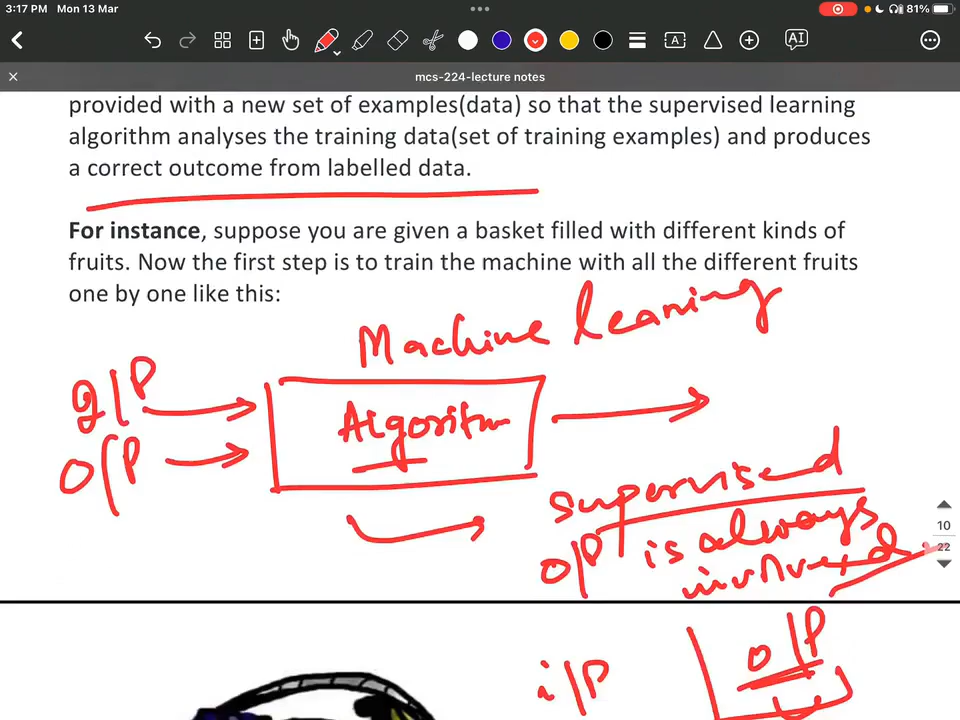 3:17 PM Mon 13 Mar
81%
A
AI
mcs-224-lecture notes
provided with a new set of examples(data) so that the supervised learning
algorithm analyses the training data(set of training examples) and produces
a correct outcome from labelled data.
For instance, suppose you are given a basket filled with different kinds of
fruits. Now the first step is to train the machine with all the different fruits
one by one like this:
Machine leaning
I/P
Algorithm
O/P
supervised
O/P is always
involved
10
22
i/P
O/P